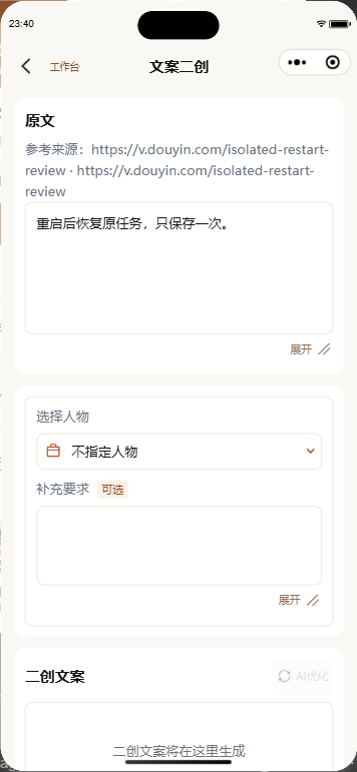 23:40
工作台
文案二创
原文
参考来源：https://v.douyin.com/isolated-restart-
review · https://v.douyin.com/isolated-restart-
review
重启后恢复原任务，只保存一次。
展开
选择人物
不指定人物
补充要求 可选
展开
二创文案
AI优化
二创文案将在这里生成